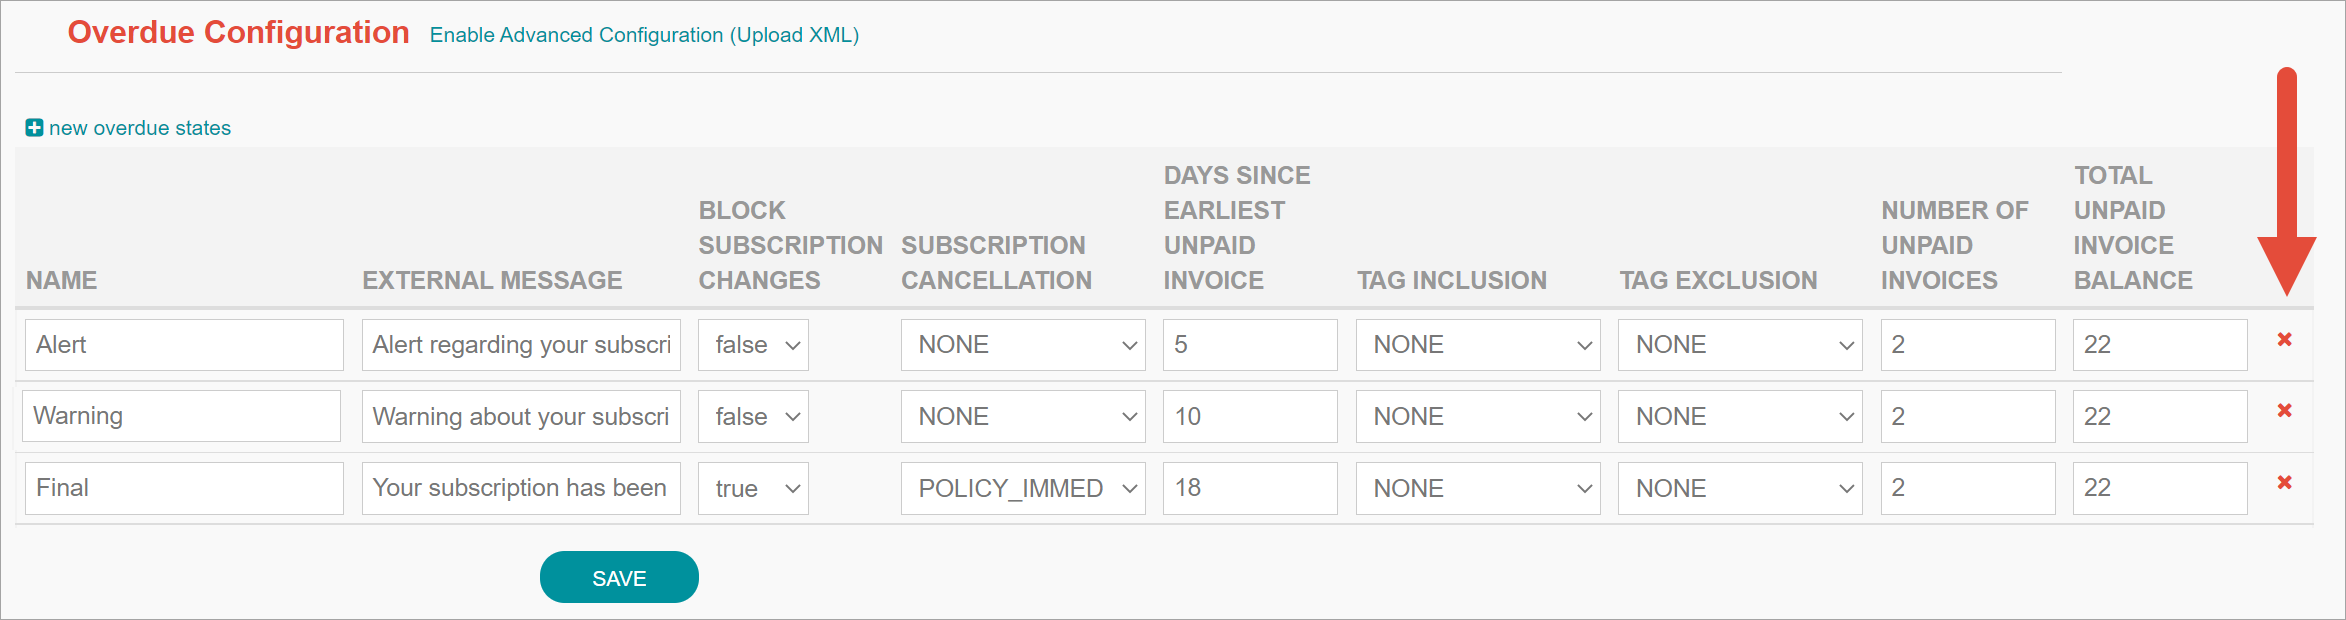 Overdue Configuration Enable Advanced Configuration (Upload XML)
new overdue states
NAME EXTERNAL MESSAGE BLOCK SUBSCRIPTION CHANGES SUBSCRIPTION CANCELLATION DAYS SINCE EARLIEST UNPAID INVOICE TAG INCLUSION TAG EXCLUSION NUMBER OF UNPAID INVOICES TOTAL UNPAID INVOICE BALANCE
Alert Alert regarding your subscri false NONE 5 NONE NONE 2 22
Warning Warning about your subscri false NONE 10 NONE NONE 2 22
Final Your subscription has been true POLICY_IMMED 18 NONE NONE 2 22
SAVE